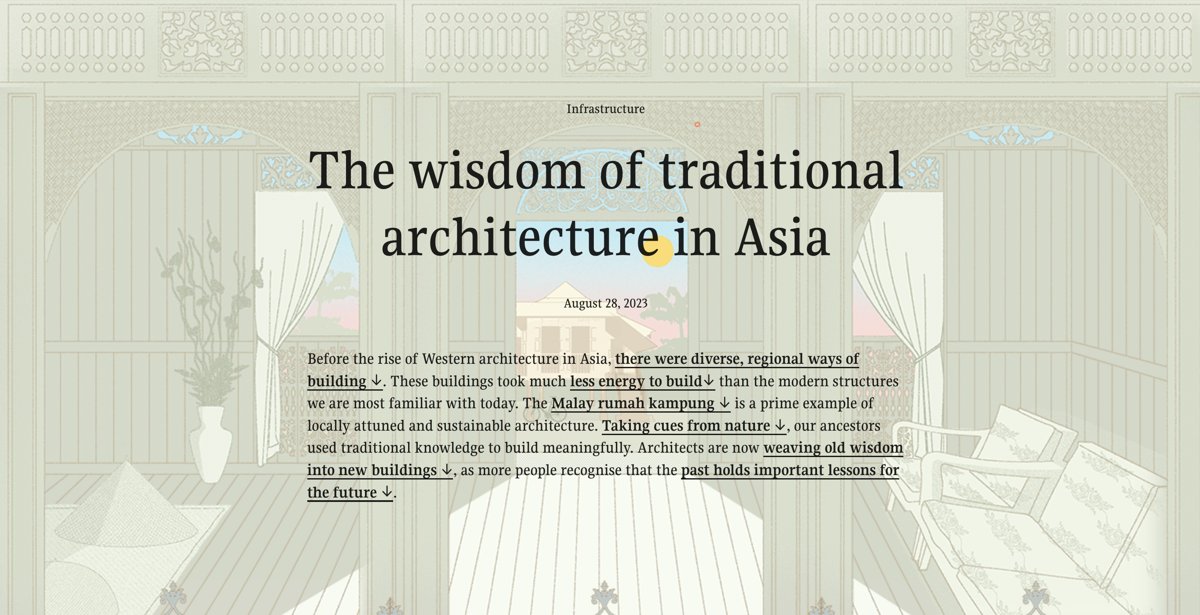 Infrastructure
The wisdom of traditional
architecture in Asia
August 28, 2023
Before the rise of Western architecture in Asia, there were diverse, regional ways of
building ↓. These buildings took much less energy to build↓ than the modern structures
we are most familiar with today. The Malay rumah kampung ↓ is a prime example of
locally attuned and sustainable architecture. Taking cues from nature ↓, our ancestors
used traditional knowledge to build meaningfully. Architects are now weaving old wisdom
into new buildings ↓, as more people recognise that the past holds important lessons for
the future ↓.